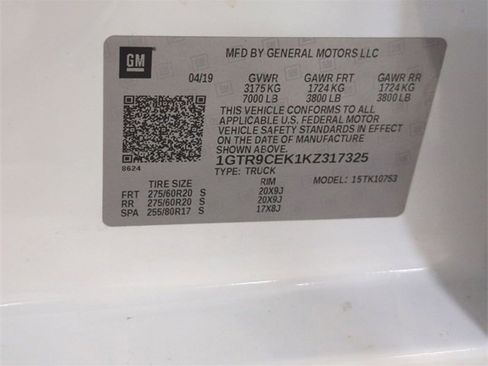 GM
MFD BY GENERAL MOTORS LLC
04/19 GVWR GAWR FRT GAWR RR
3175 KG 1724 KG 1724 KG
7000 LB 3800 LB 3800 LB
THIS VEHICLE CONFORMS TO ALL
APPLICABLE U.S. FEDERAL MOTOR
VEHICLE SAFETY STANDARDS IN EFFECT
ON THE DATE OF MANUFACTURE
SHOWN ABOVE.
1GTR9CEK1KZ317325
8624
TYPE: TRUCK MODEL: 15TK10753
TIRE SIZE RIM
FRT 275/60R20 S 20X9J
RR 275/60R20 S 20X9J
SPA 255/80R17 S 17X8J